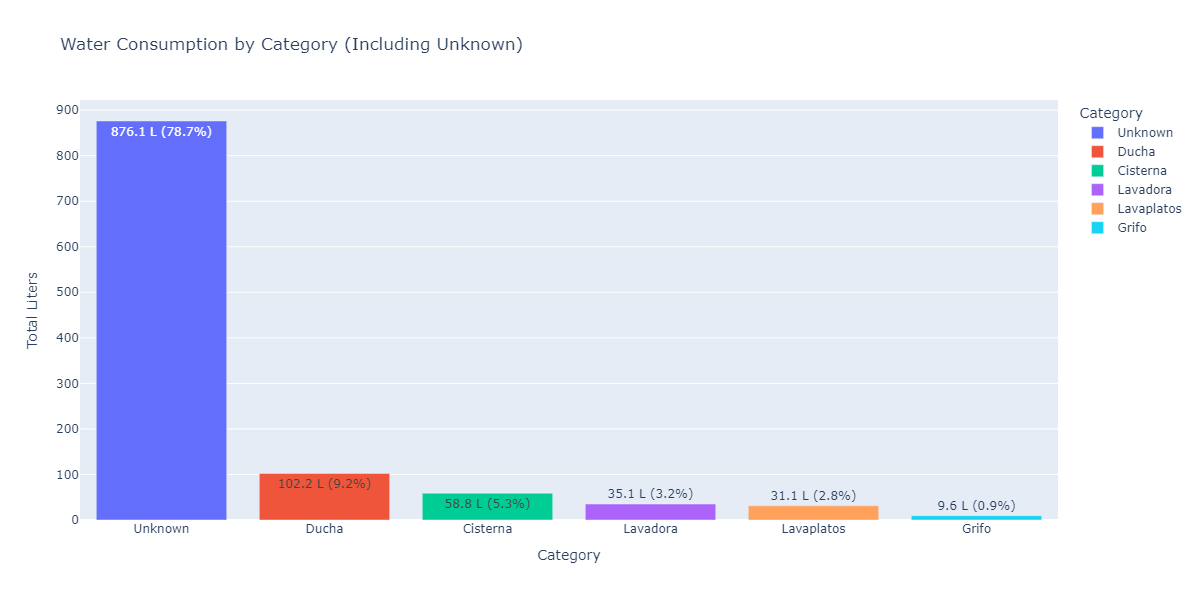 Water Consumption by Category (Including Unknown)
900
800
700
600
500
400
300
200
100
0
Total Liters
876.1 L (78.7%)
102.2 L (9.2%)
58.8 L (5.3%)
35.1 L (3.2%)
31.1 L (2.8%)
9.6 L (0.9%)
Unknown
Ducha
Cisterna
Lavadora
Lavaplatos
Grifo
Category
Category
Unknown
Ducha
Cisterna
Lavadora
Lavaplatos
Grifo